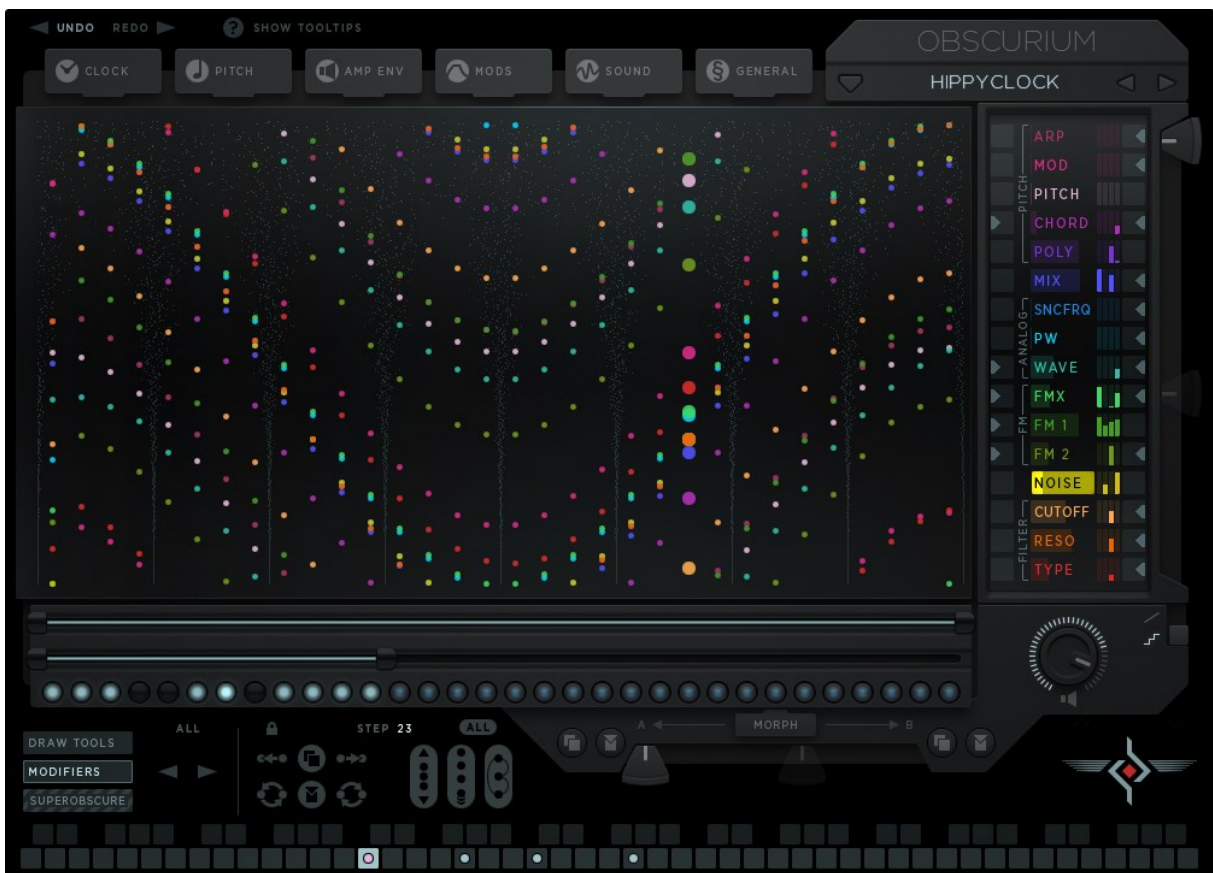 UNDO REDO ? SHOW TOOLTIPS
OBSCURIUM
CLOCK PITCH AMP ENV MODS SOUND GENERAL
HIPPYCLOCK
PITCH
ARP
MOD
PITCH
CHORD
POLY
MIX
ANALOG
SNCFRQ
PW
WAVE
FM
FMX
FM 1
FM 2
NOISE
FILTER
CUTOFF
RESO
TYPE
ALL STEP 23 ALL A MORPH B
DRAW TOOLS
MODIFIERS
SUPEROBSCURE